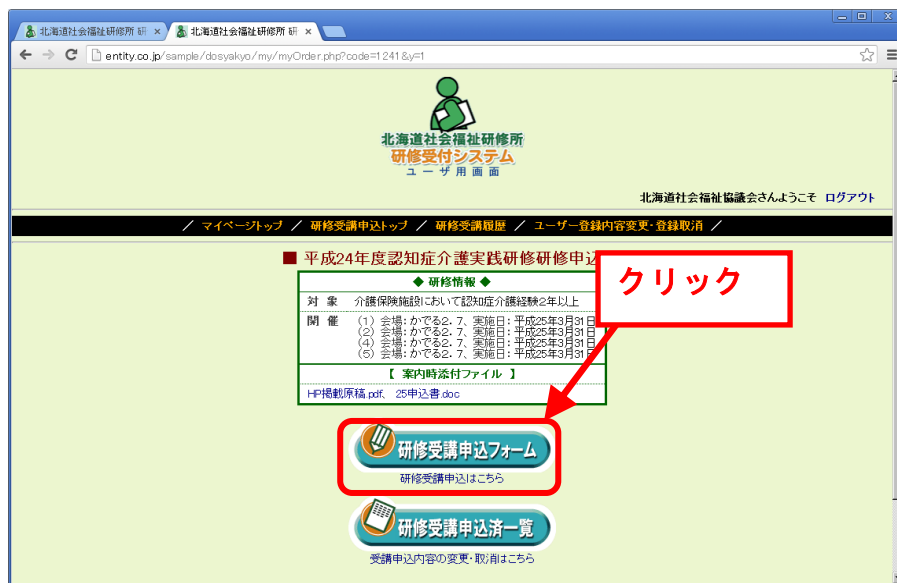 北海道社会福祉研修所 研
北海道社会福祉研修所 研
entity.co.jp/sample/dosyakyo/my/myOrder.php?code=1241&y=1
北海道社会福祉研修所
研修受付システム
ユーザ用画面
北海道社会福祉協議会さんようこそ ログアウト
／ マイページトップ ／ 研修受講申込トップ ／ 研修受講履歴 ／ ユーザー登録内容変更・登録取消 ／
■ 平成24年度認知症介護実践研修研修申込
クリック
◆ 研修情報 ◆
対 象 介護保険施設において認知症介護経験2年以上
開 催 (1) 会場:かでる2.7、実施日:平成25年3月31日
(2) 会場:かでる2.7、実施日:平成25年3月31日
(4) 会場:かでる2.7、実施日:平成25年3月31日
(5) 会場:かでる2.7、実施日:平成25年3月31日
【 案内時添付ファイル 】
HP掲載原稿.pdf、 25申込書.doc
研修受講申込フォーム
研修受講申込はこちら
研修受講申込済一覧
受講申込内容の変更・取消はこちら